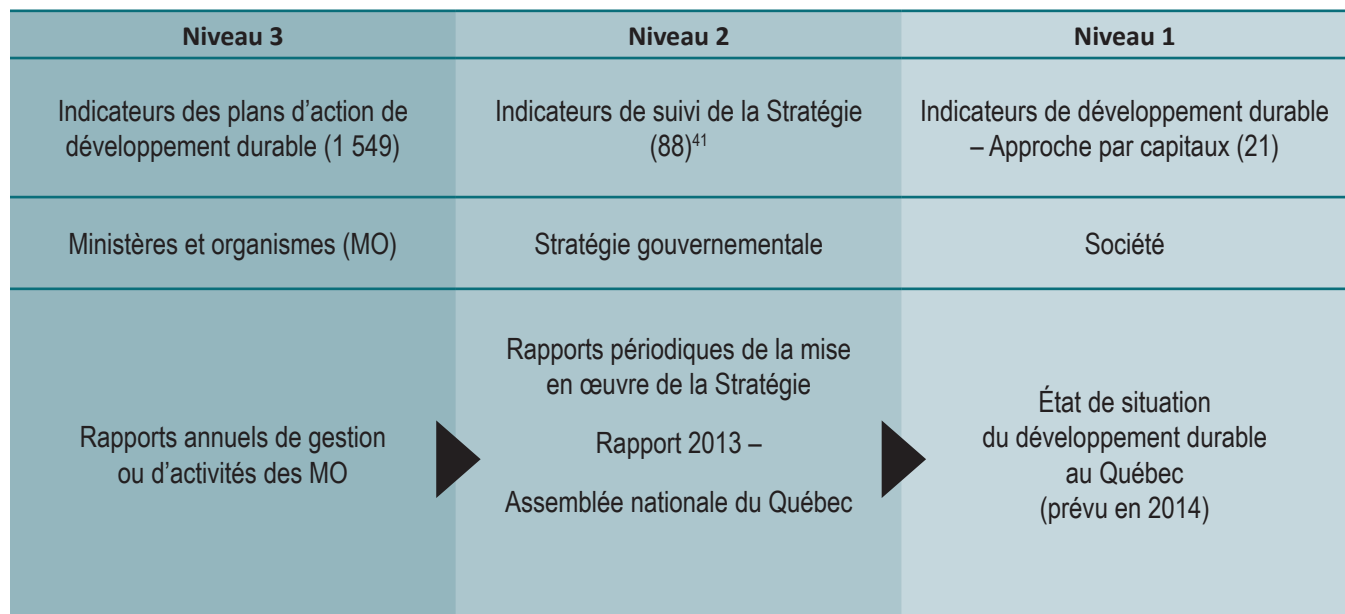 Niveau 3
Niveau 2
Niveau 1
Indicateurs des plans d'action de
développement durable (1 549)
Indicateurs de suivi de la Stratégie
(88)41
Indicateurs de développement durable
– Approche par capitaux (21)
Ministères et organismes (MO)
Stratégie gouvernementale
Société
Rapports annuels de gestion
ou d'activités des MO
Rapports périodiques de la mise
en œuvre de la Stratégie
Rapport 2013 –
Assemblée nationale du Québec
État de situation
du développement durable
au Québec
(prévu en 2014)